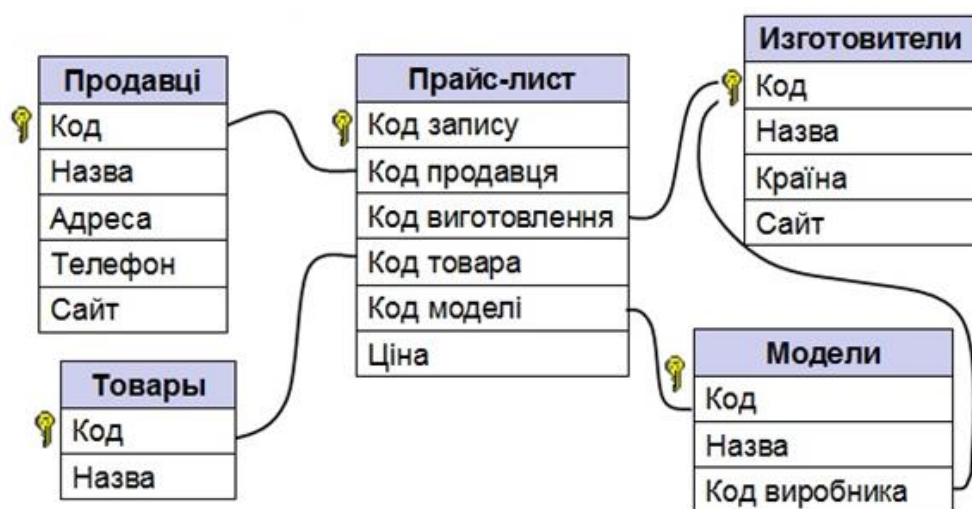 Продавці
Код
Назва
Адреса
Телефон
Сайт
Товары
Код
Назва
Прайс-лист
Код запису
Код продавця
Код виготовлення
Код товара
Код моделі
Ціна
Изготовители
Код
Назва
Країна
Сайт
Модели
Код
Назва
Код виробника